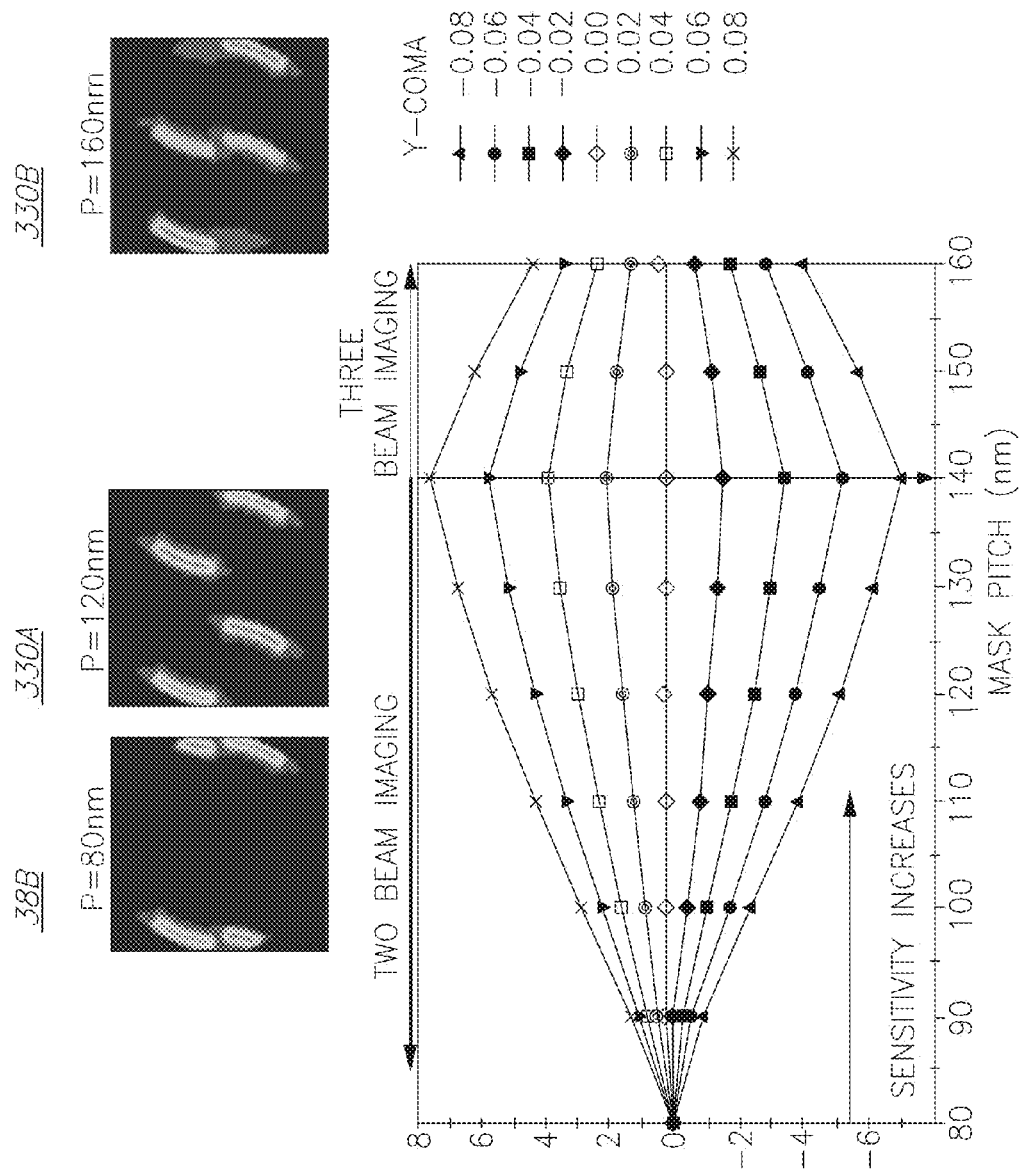 38B
330A
330B
P=80nm
P=120nm
P=160nm
TWO BEAM IMAGING
THREE
BEAM IMAGING
Y-COMA
-0.08
-0.06
-0.04
-0.02
0.00
0.02
0.04
0.06
0.08
8
6
4
2
0
-2
-4
-6
SENSITIVITY INCREASES
80
90
100
110
120
130
140
150
160
MASK PITCH (nm)